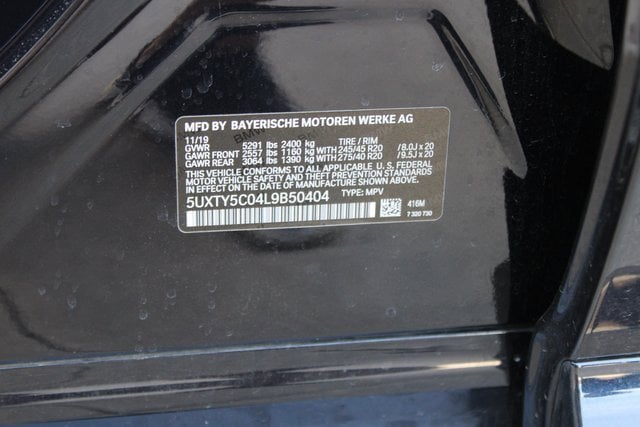 MFD BY BAYERISCHE MOTOREN WERKE AG
11/19 TIRE / RIM
GVWR 5291 lbs 2400 kg
GAWR FRONT 2557 lbs 1160 kg WITH 245/45 R20 / 8.0J x 20
GAWR REAR 3064 lbs 1390 kg WITH 275/40 R20 / 9.5J x 20
THIS VEHICLE CONFORMS TO ALL APPLICABLE U. S. FEDERAL
MOTOR VEHICLE SAFETY, BUMPER, AND THEFT PREVENTION
STANDARDS IN EFFECT ON THE DATE OF MANUFACTURE SHOWN ABOVE.
5UXTY5C04L9B50404 TYPE: MPV
416M
7 320 730